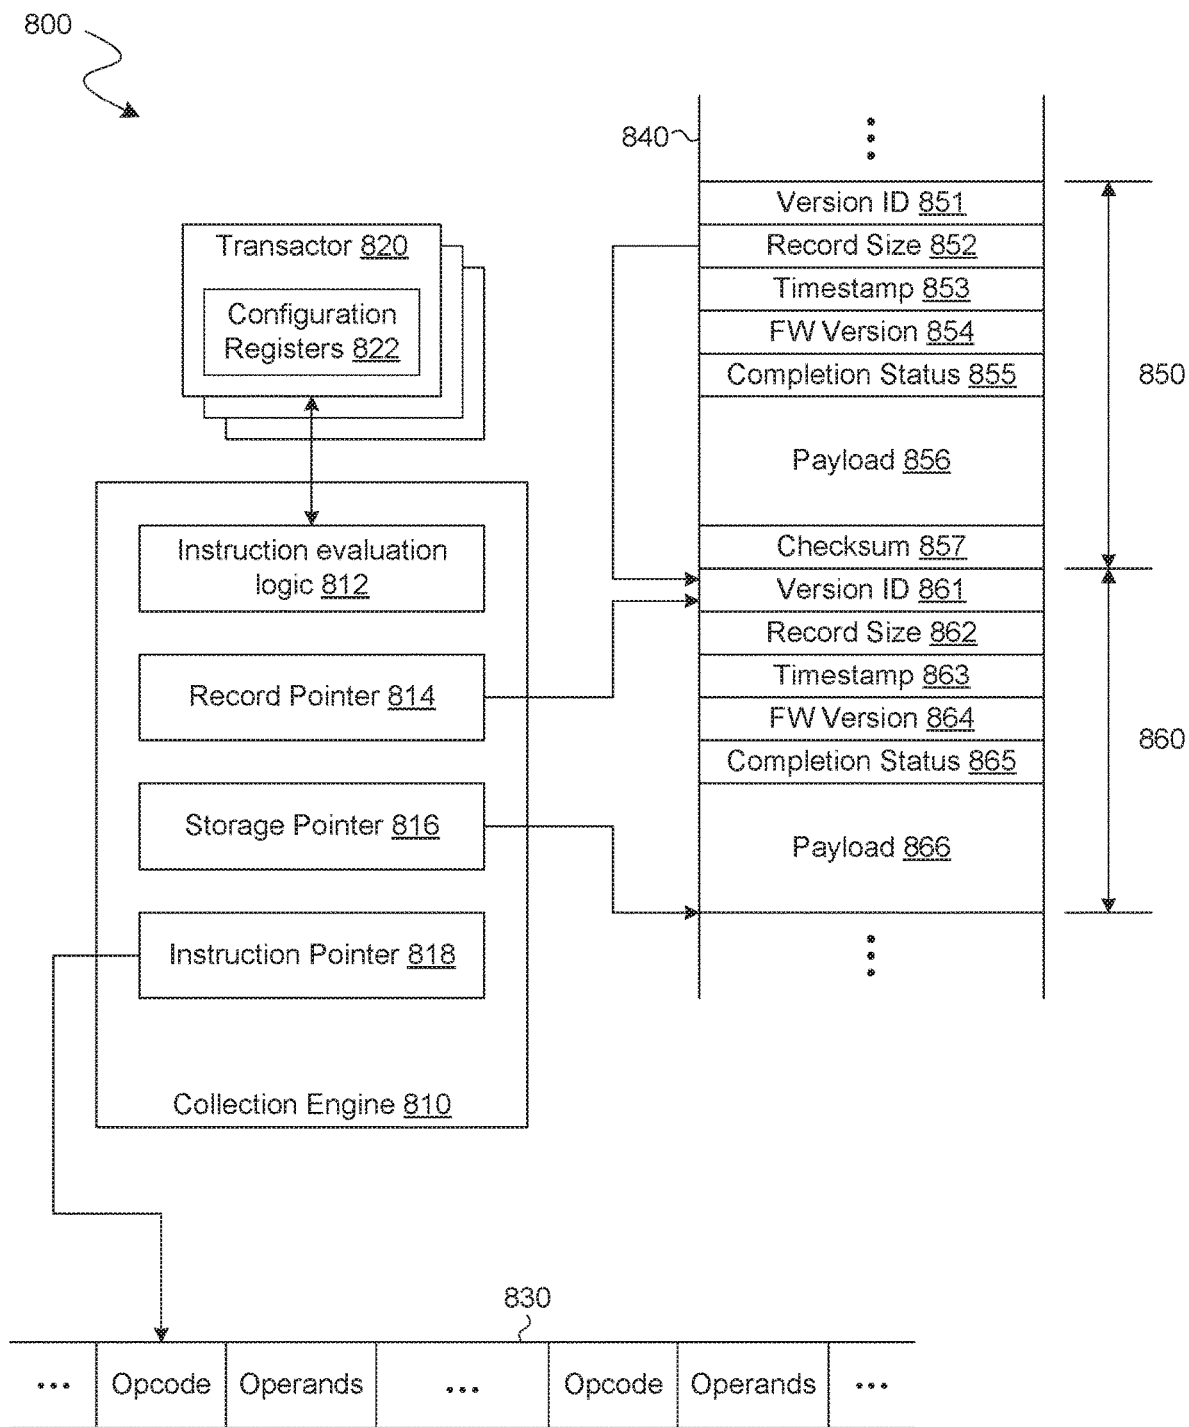 800
840
Version ID 851
Record Size 852
Timestamp 853
FW Version 854
Completion Status 855
Payload 856
Checksum 857
850
Version ID 861
Record Size 862
Timestamp 863
FW Version 864
Completion Status 865
Payload 866
860
Transactor 820
Configuration
Registers 822
Instruction evaluation
logic 812
Record Pointer 814
Storage Pointer 816
Instruction Pointer 818
Collection Engine 810
830
... Opcode Operands ... Opcode Operands ...